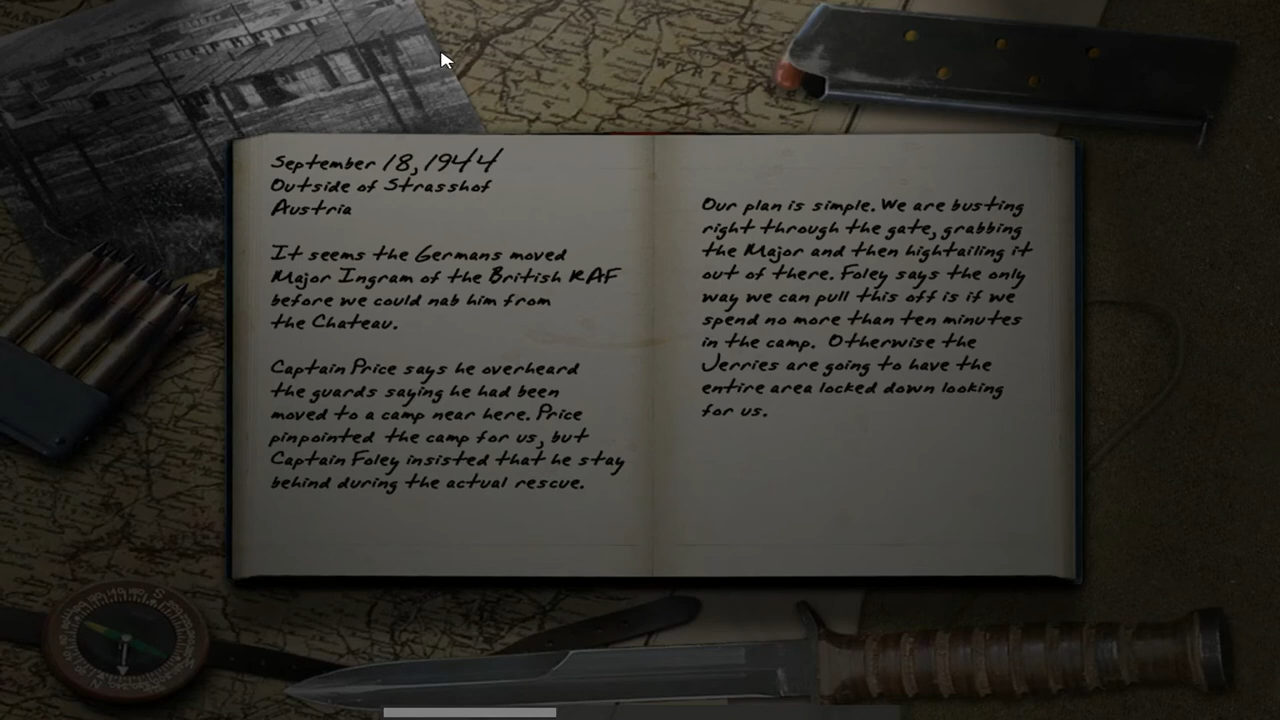 September 18, 1944
Outside of Strasshof
Austria
It seems the Germans moved
Major Ingram of the British RAF
before we could nab him from
the Chateau.
Captain Price says he overheard
the guards saying he had been
moved to a camp near here. Price
pinpointed the camp for us, but
Captain Foley insisted that he stay
behind during the actual rescue.
Our plan is simple. We are busting
right through the gate, grabbing
the Major and then hightailing it
out of there. Foley says the only
way we can pull this off is if we
spend no more than ten minutes
in the camp. Otherwise the
Jerries are going to have the
entire area locked down looking
for us.